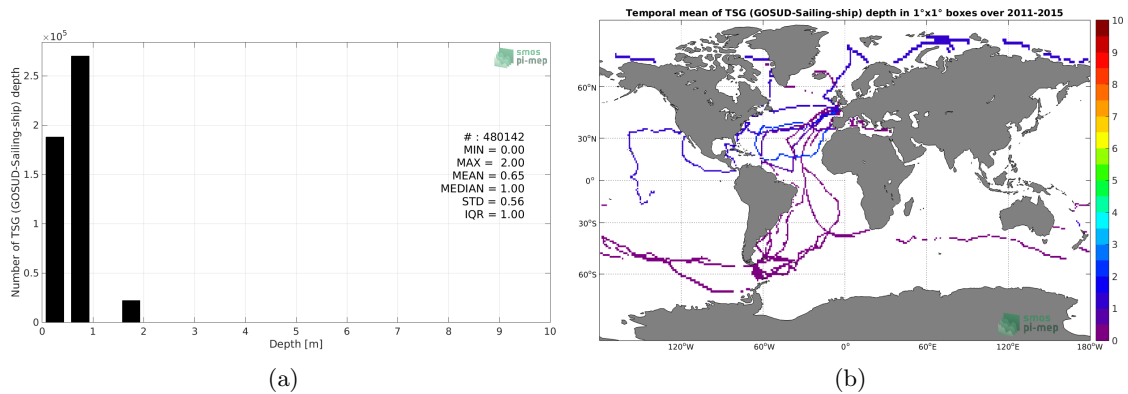 ×10⁵
2.5
2
1.5
1
0.5
0
0 1 2 3 4 5 6 7 8 9 10
Depth [m]
Number of TSG (GOSUD-Sailing-ship) depth
smos
pi-mep
# : 480142
MIN = 0.00
MAX = 2.00
MEAN = 0.65
MEDIAN = 1.00
STD = 0.56
IQR = 1.00
(a)
Temporal mean of TSG (GOSUD-Sailing-ship) depth in 1°x1° boxes over 2011-2015
60°N
30°N
15°N
0°
15°S
30°S
60°S
120°W 60°W 0° 60°E 120°E 180°W
smos
pi-mep
10
9
8
7
6
5
4
3
2
1
0
(b)